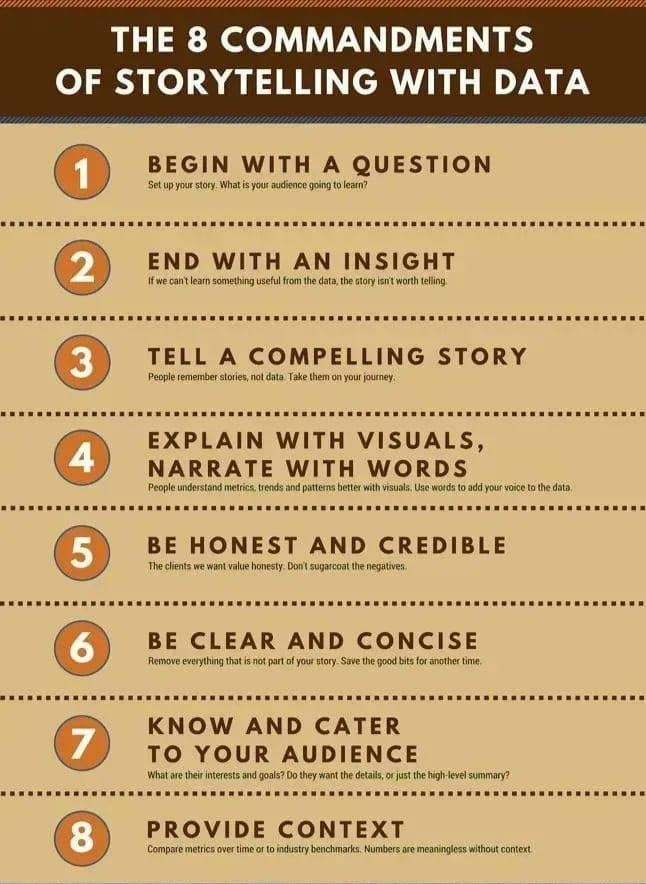 THE 8 COMMANDMENTS
OF STORYTELLING WITH DATA
1
BEGIN WITH A QUESTION
Set up your story. What is your audience going to learn?
2
END WITH AN INSIGHT
If we can't learn something useful from the data, the story isn't worth telling.
3
TELL A COMPELLING STORY
People remember stories, not data. Take them on your journey.
4
EXPLAIN WITH VISUALS,
NARRATE WITH WORDS
People understand metrics, trends and patterns better with visuals. Use words to add your voice to the data.
5
BE HONEST AND CREDIBLE
The clients we want value honesty. Don't sugarcoat the negatives.
6
BE CLEAR AND CONCISE
Remove everything that is not part of your story. Save the good bits for another time.
7
KNOW AND CATER
TO YOUR AUDIENCE
What are their interests and goals? Do they want the details, or just the high-level summary?
8
PROVIDE CONTEXT
Compare metrics over time or to industry benchmarks. Numbers are meaningless without context.